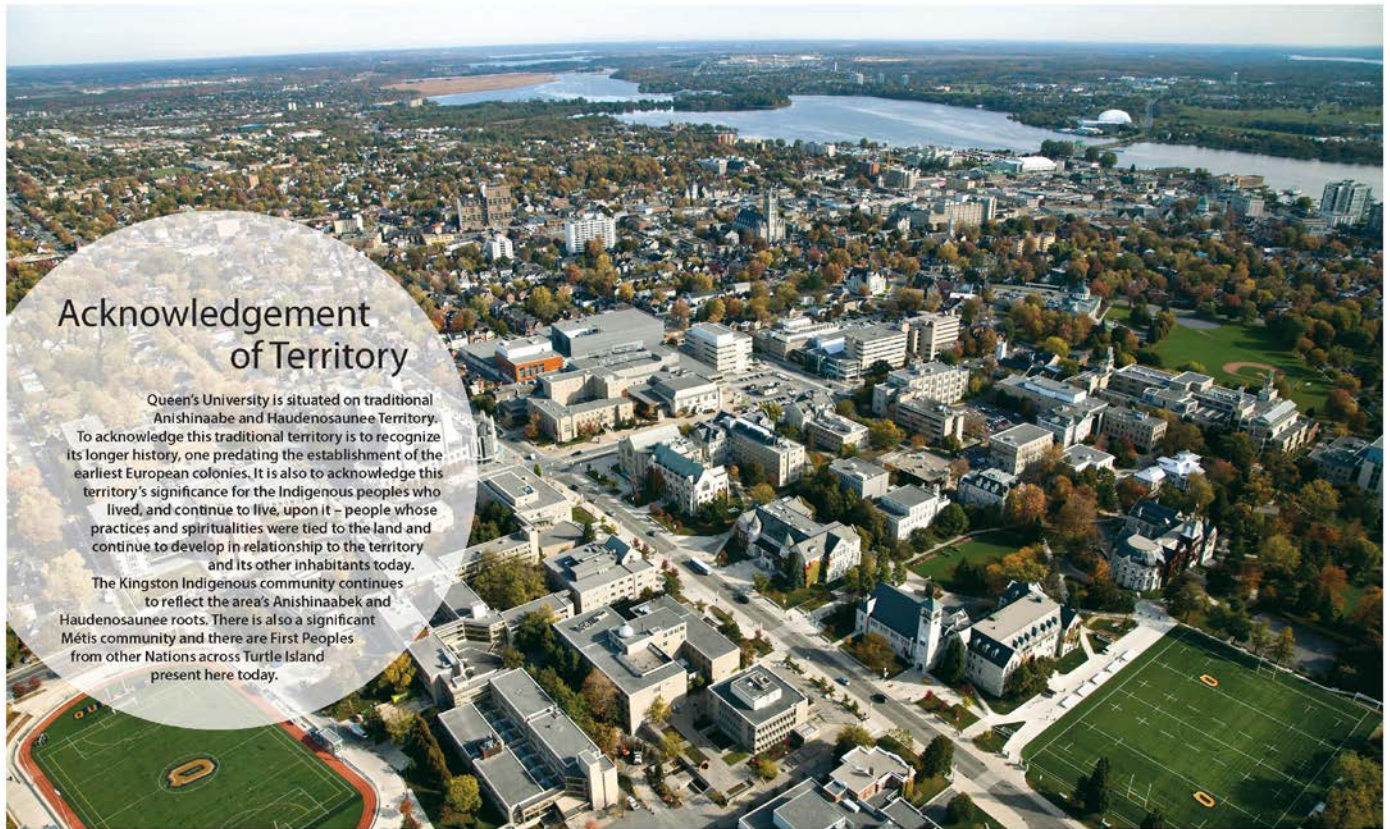 Acknowledgement
of Territory
Queen's University is situated on traditional
Anishinaabe and Haudenosaunee Territory.
To acknowledge this traditional territory is to recognize
its longer history, one predating the establishment of the
earliest European colonies. It is also to acknowledge this
territory's significance for the Indigenous peoples who
lived, and continue to live, upon it – people whose
practices and spiritualities were tied to the land and
continue to develop in relationship to the territory
and its other inhabitants today.
The Kingston Indigenous community continues
to reflect the area's Anishinaabek and
Haudenosaunee roots. There is also a significant
Métis community and there are First Peoples
from other Nations across Turtle Island
present here today.